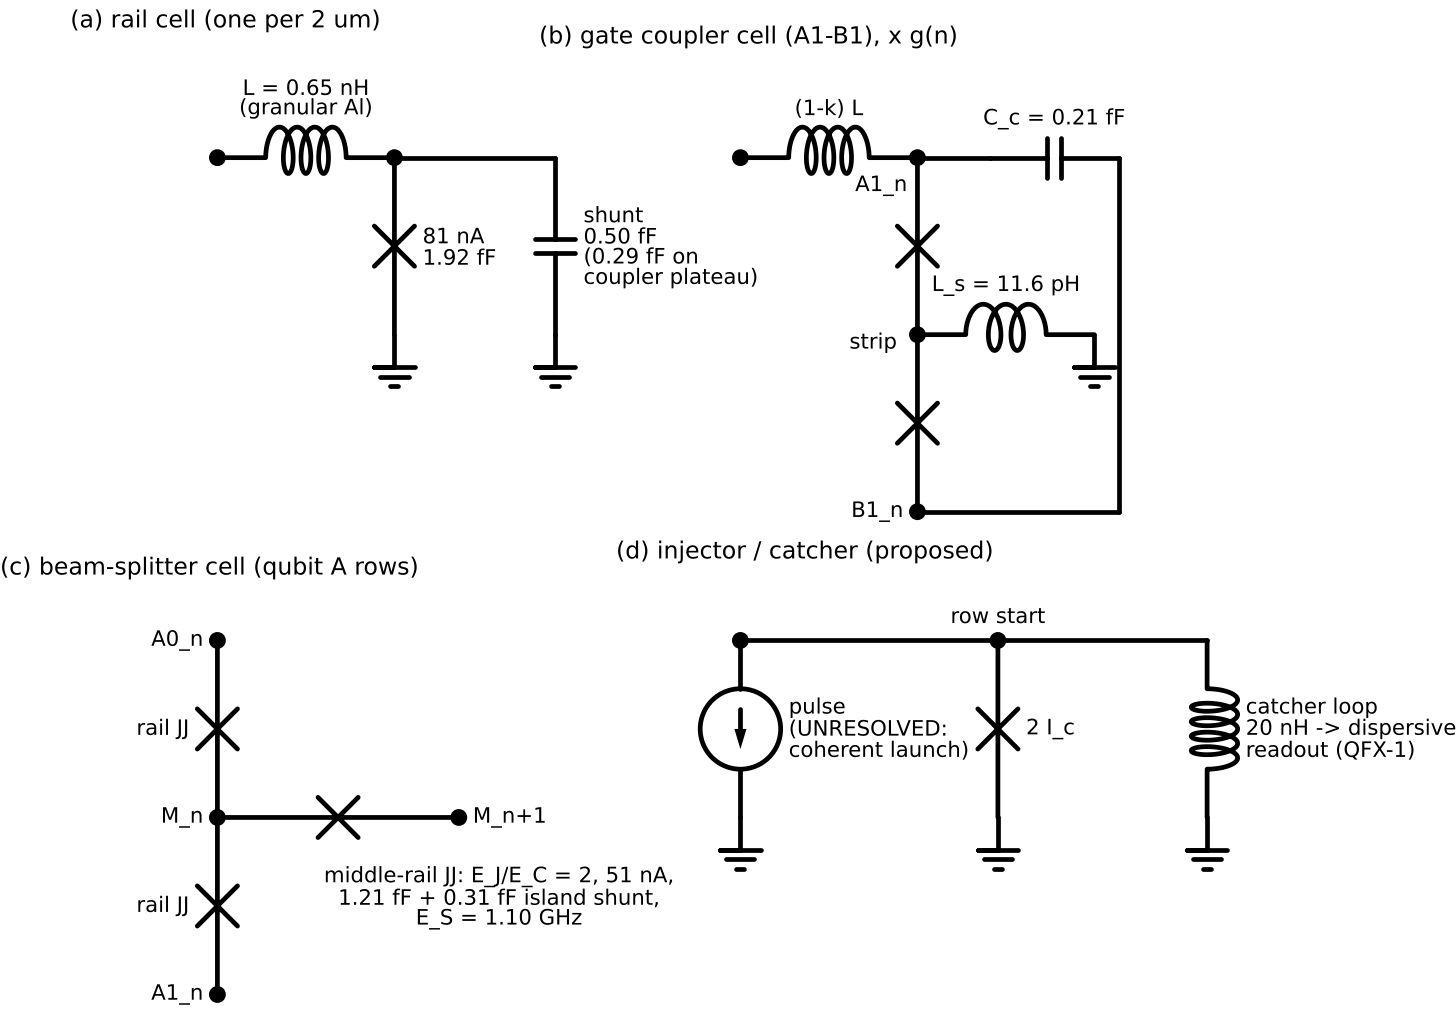 (a) rail cell (one per 2 um)
L = 0.65 nH
(granular Al)
81 nA
1.92 fF
shunt
0.50 fF
(0.29 fF on
coupler plateau)
(b) gate coupler cell (A1-B1), x g(n)
(1-k) L
C_c = 0.21 fF
A1_n
L_s = 11.6 pH
strip
B1_n
(c) beam-splitter cell (qubit A rows)
A0_n
rail JJ
M_n
M_n+1
middle-rail JJ: E_J/E_C = 2, 51 nA,
1.21 fF + 0.31 fF island shunt,
E_S = 1.10 GHz
rail JJ
A1_n
(d) injector / catcher (proposed)
row start
pulse
(UNRESOLVED:
coherent launch)
2 I_c
catcher loop
20 nH -> dispersive
readout (QFX-1)